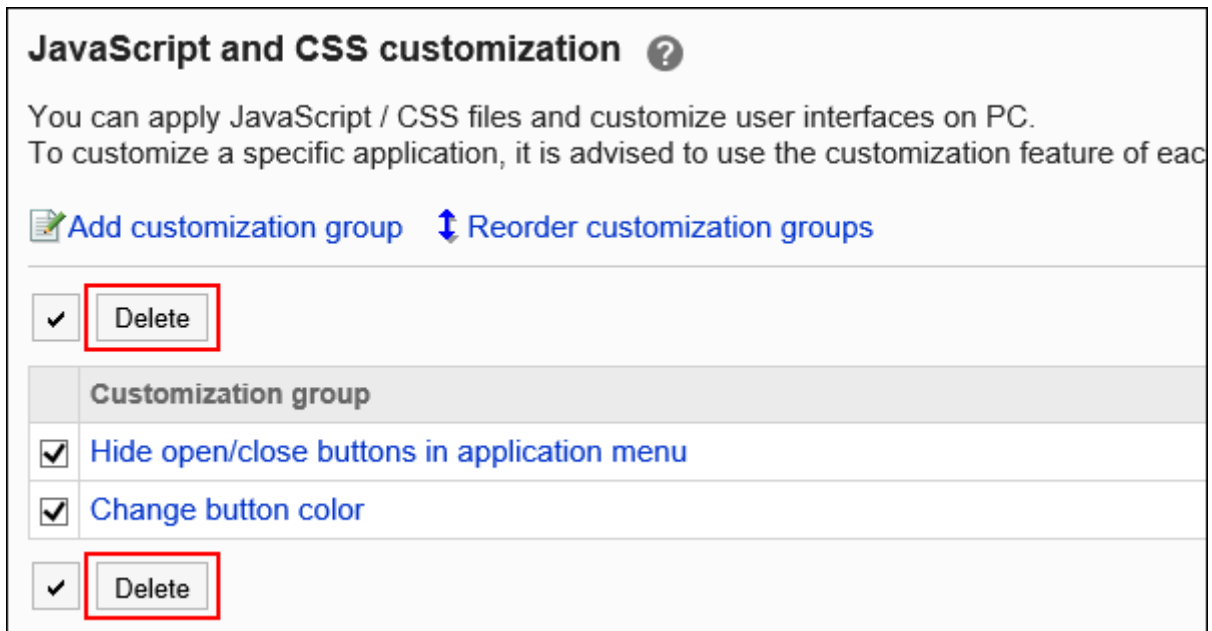 JavaScript and CSS customization ?
You can apply JavaScript / CSS files and customize user interfaces on PC.
To customize a specific application, it is advised to use the customization feature of eac
Add customization group Reorder customization groups
Delete
Customization group
Hide open/close buttons in application menu
Change button color
Delete